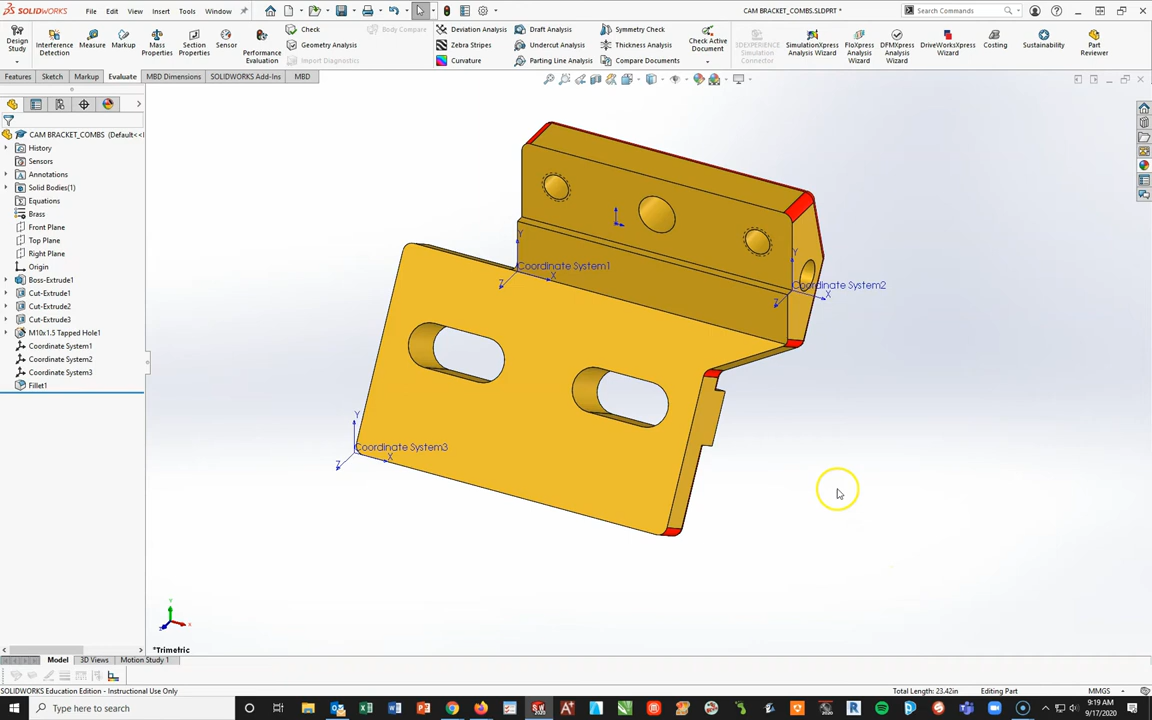 SOLIDWORKS
File
Edit
View
Insert
Tools
Window
CAM BRACKET_COMBS.SLDPRT *
Search Commands
Design Study
Interference Detection
Measure
Markup
Mass Properties
Section Properties
Sensor
Performance Evaluation
Check
Geometry Analysis
Import Diagnostics
Body Compare
Deviation Analysis
Zebra Stripes
Curvature
Draft Analysis
Undercut Analysis
Parting Line Analysis
Symmetry Check
Thickness Analysis
Compare Documents
Check Active Document
3DEXPERIENCE Simulation Connector
SimulationXpress Analysis Wizard
FloXpress Analysis Wizard
DFMXpress Analysis Wizard
DriveWorksXpress Wizard
Costing
Sustainability
Part Reviewer
Features
Sketch
Markup
Evaluate
MBD Dimensions
SOLIDWORKS Add-Ins
MBD
CAM BRACKET_COMBS (Default<<
History
Sensors
Annotations
Solid Bodies(1)
Equations
Brass
Front Plane
Top Plane
Right Plane
Origin
Boss-Extrude1
Cut-Extrude1
Cut-Extrude2
Cut-Extrude3
M10x1.5 Tapped Hole1
Coordinate System1
Coordinate System2
Coordinate System3
Fillet1
Y
Coordinate System1
Z
X
Y
Coordinate System2
Z
X
Y
Coordinate System3
Z
X
*Trimetric
Model
3D Views
Motion Study 1
SOLIDWORKS Education Edition - Instructional Use Only
Total Length: 23.42in
Editing Part
MMGS
Type here to search
9:19 AM
9/17/2020